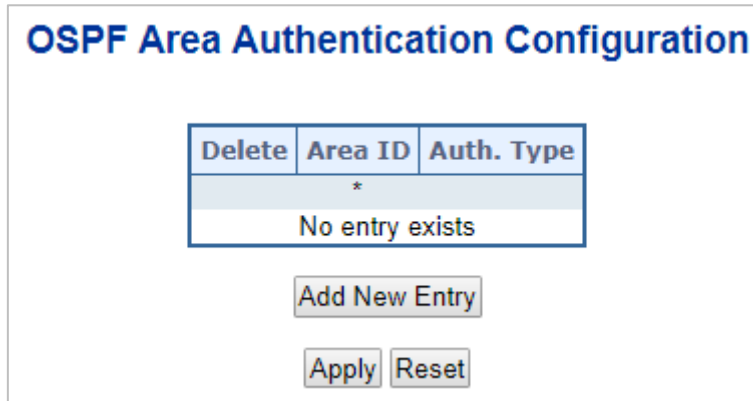 OSPF Area Authentication Configuration
Delete Area ID Auth. Type
*
No entry exists
Add New Entry
Apply Reset